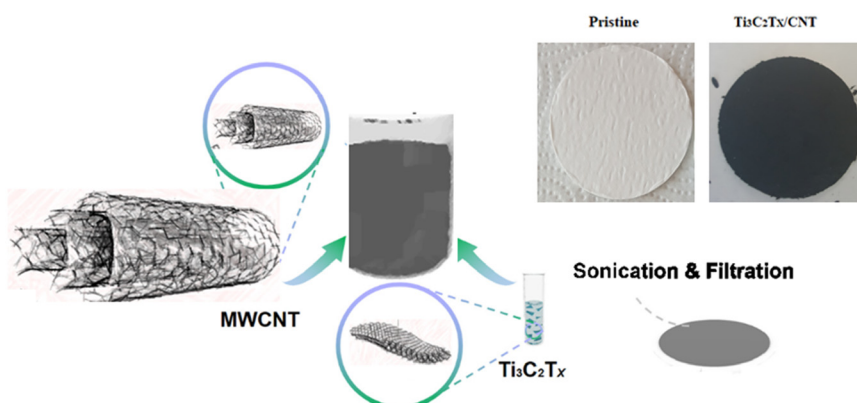 Pristine
Ti3C2Tx/CNT
MWCNT
Ti₃C₂Tx
Sonication & Filtration